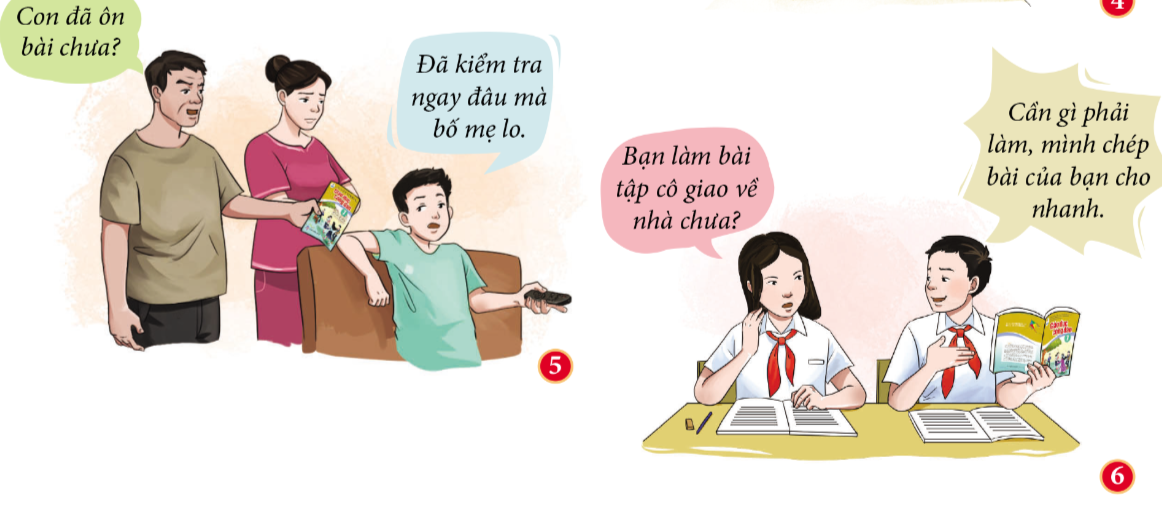 Con đã ôn
bài chưa?
Đã kiểm tra
ngay đâu mà
bố mẹ lo.
5
4
Bạn làm bài
tập cô giao về
nhà chưa?
Cần gì phải
làm, mình chép
bài của bạn cho
nhanh.
6